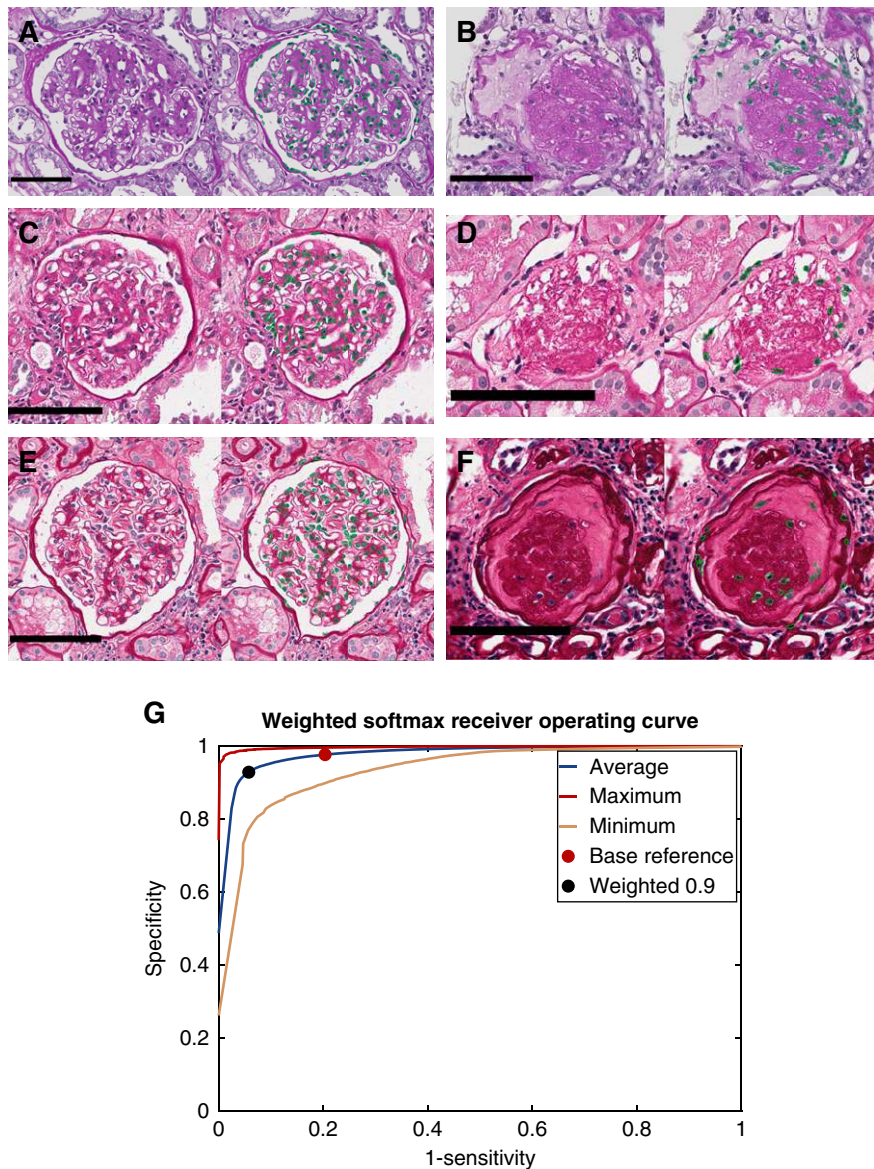 A
B
C
D
E
F
G
Weighted softmax receiver operating curve
1
0.8
0.6
0.4
0.2
0
Specificity
Average
Maximum
Minimum
Base reference
Weighted 0.9
0 0.2 0.4 0.6 0.8 1
1-sensitivity